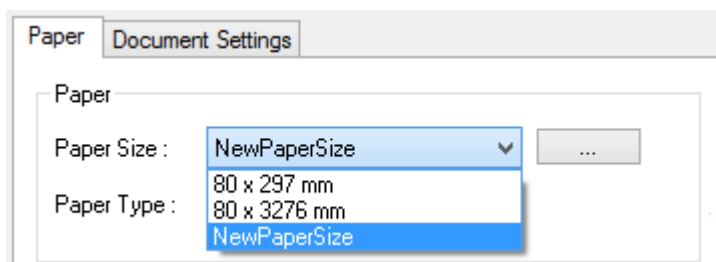 Paper Document Settings
Paper
Paper Size : NewPaperSize ...
80 x 297 mm
Paper Type : 80 x 3276 mm
NewPaperSize